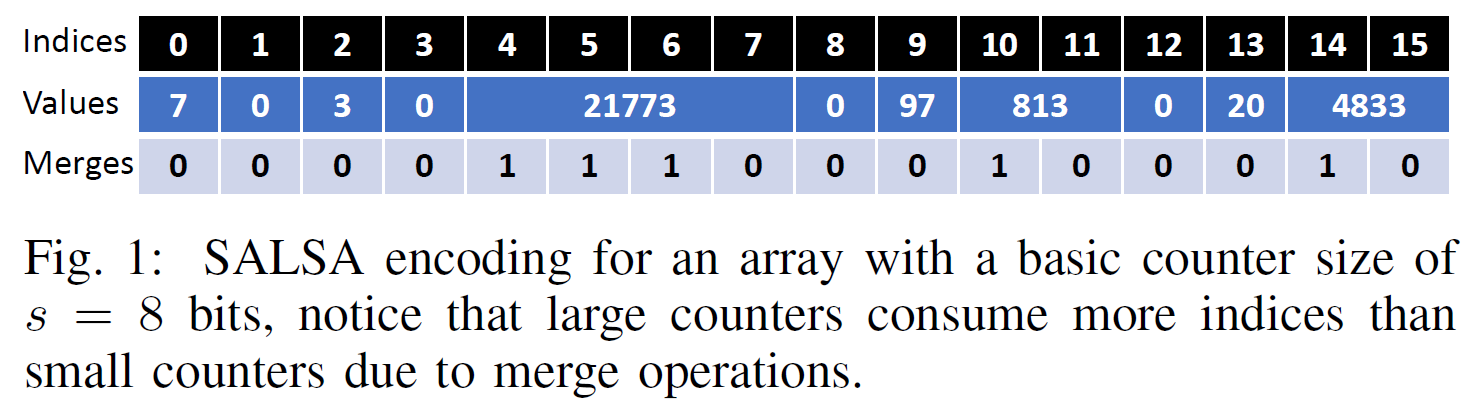 Indices 0 1 2 3 4 5 6 7 8 9 10 11 12 13 14 15
Values 7 0 3 0 21773 0 97 813 0 20 4833
Merges 0 0 0 0 1 1 1 0 0 0 1 0 0 0 1 0
Fig. 1: SALSA encoding for an array with a basic counter size of
s = 8 bits, notice that large counters consume more indices than
small counters due to merge operations.